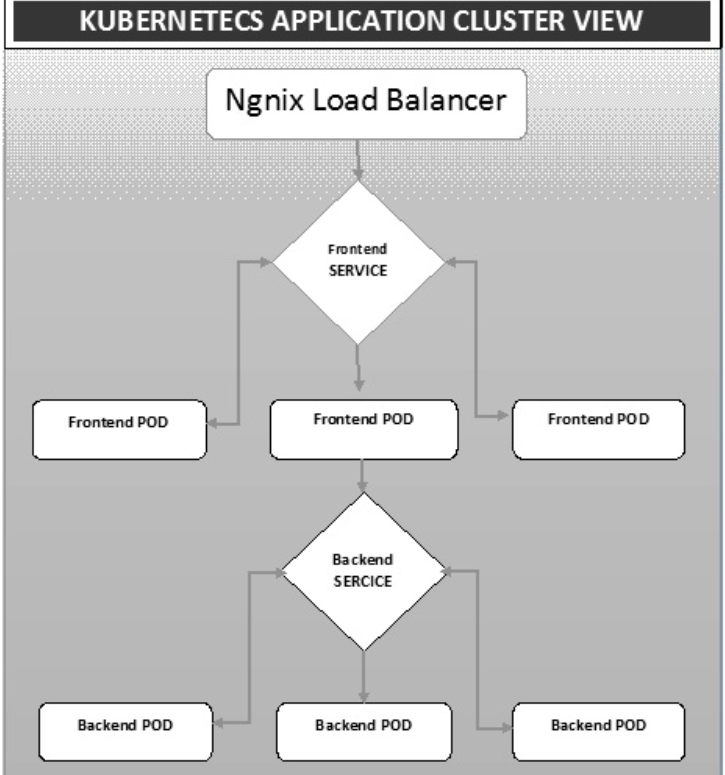 KUBERNETECS APPLICATION CLUSTER VIEW
Ngnix Load Balancer
Frontend
SERVICE
Frontend POD
Frontend POD
Frontend POD
Backend
SERCICE
Backend POD
Backend POD
Backend POD